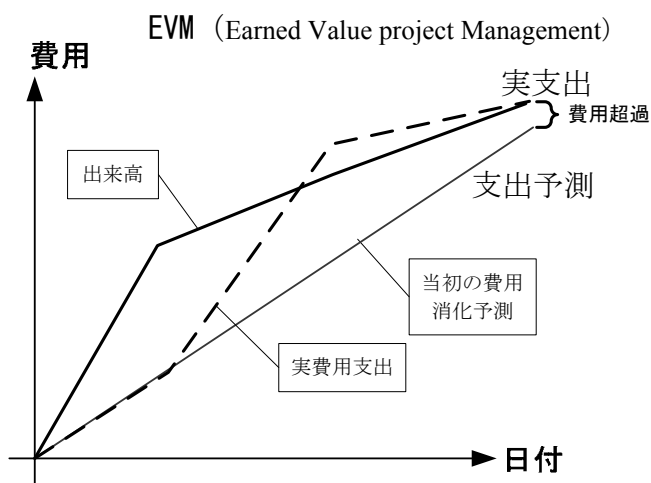 EVM (Earned Value project Management)
費用
実支出
費用超過
出来高
支出予測
当初の費用
消化予測
実費用支出
日付